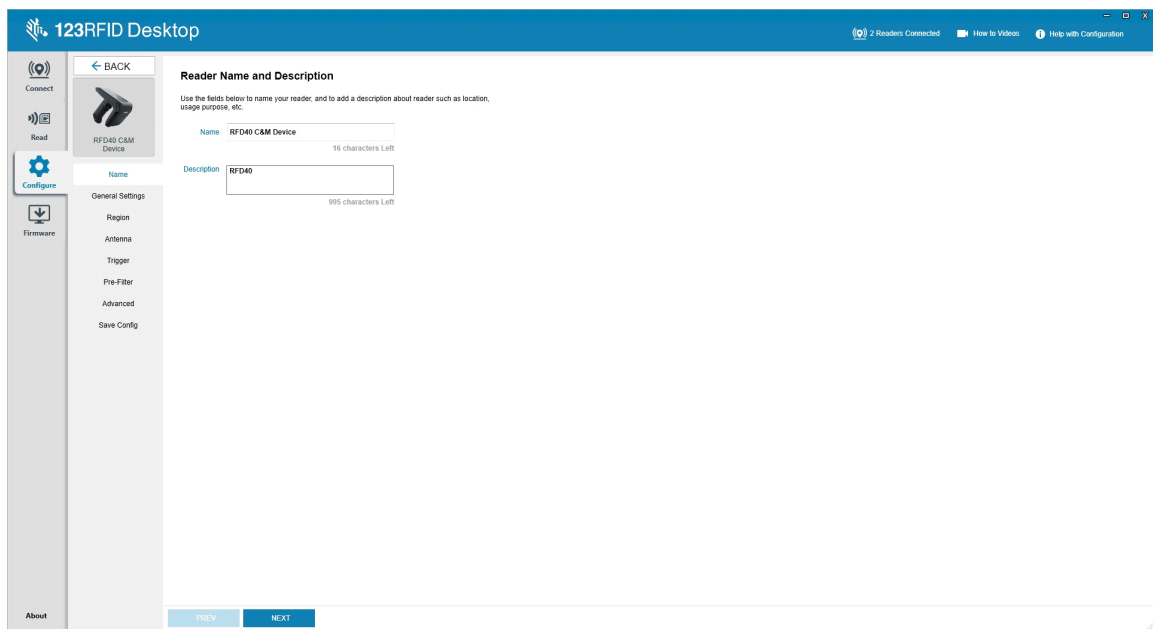 123RFID Desktop
2 Readers Connected
How to Videos
Help with Configuration
Connect
Read
Configure
Firmware
About
BACK
RFD40 C&M
Device
Name
General Settings
Region
Antenna
Trigger
Pre-Filter
Advanced
Save Config
Reader Name and Description
Use the fields below to name your reader, and to add a description about reader such as location,
usage purpose, etc.
Name RFD40 C&M Device
16 characters Left
Description RFD40
995 characters Left
PREV NEXT